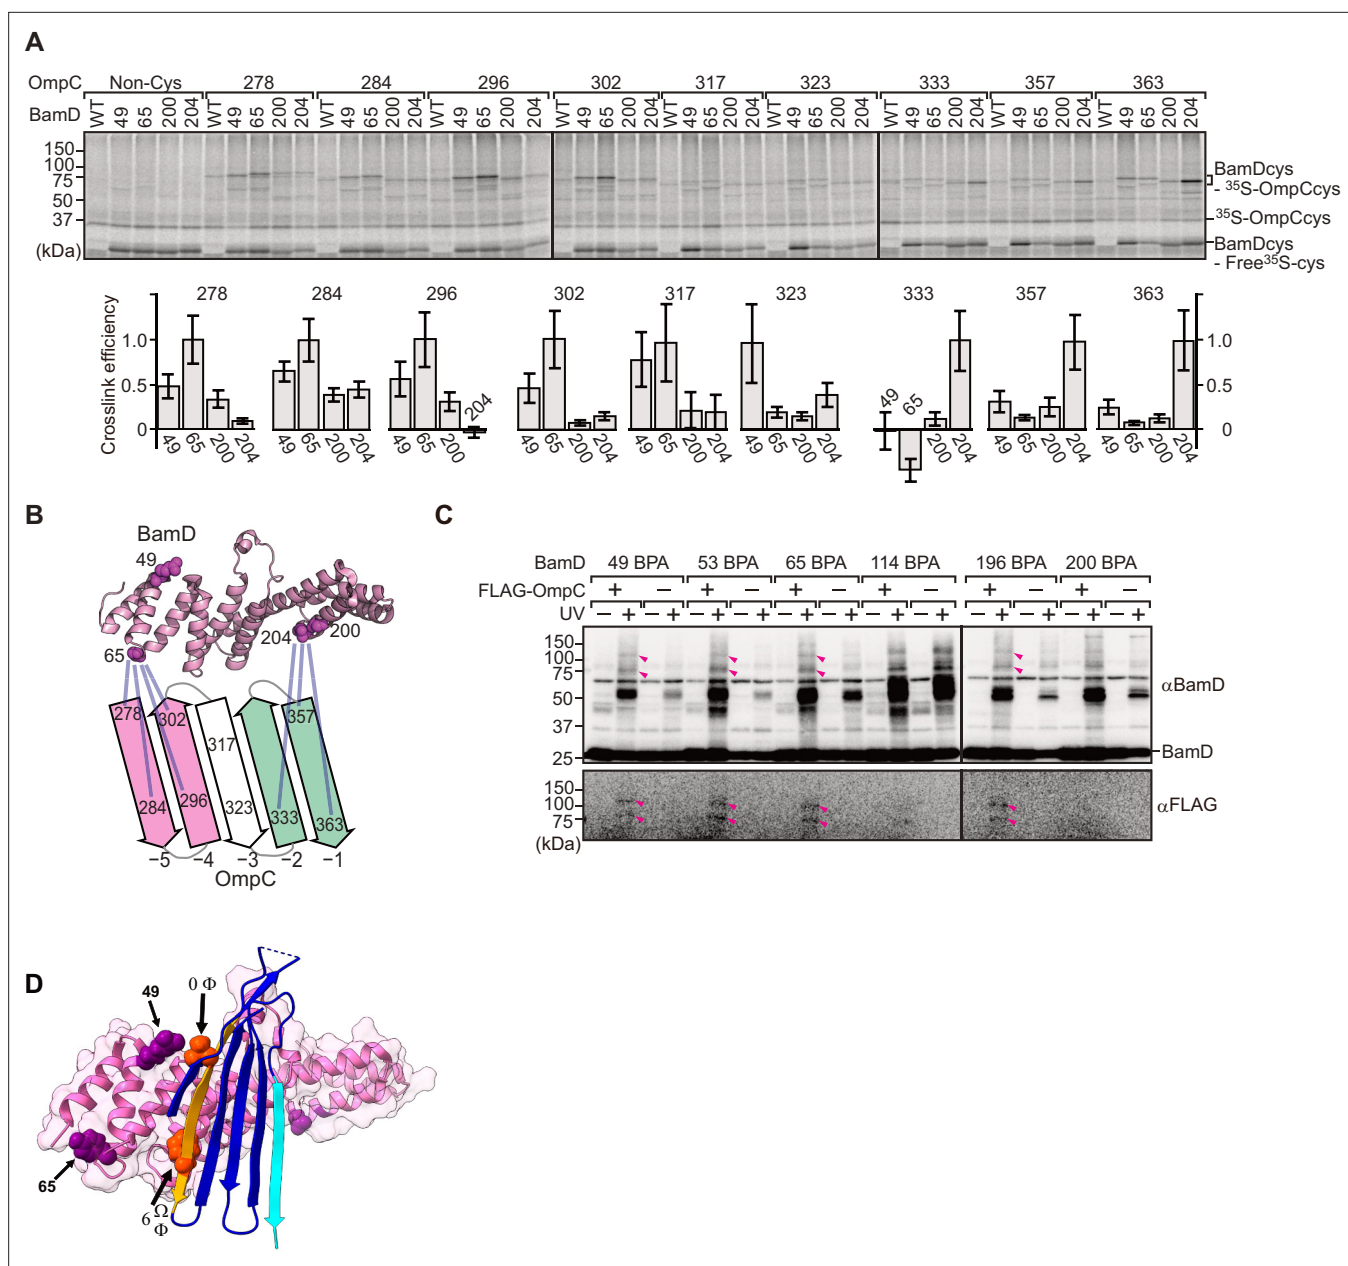 A
OmpC Non-Cys 278 284 296 302 317 323 333 357 363
BamD WT 49 65 200 204 WT 49 65 200 204 WT 49 65 200 204 WT 49 65 200 204 WT 49 65 200 204 WT 49 65 200 204 WT 49 65 200 204 WT 49 65 200 204 WT 49 65 200 204 WT 49 65 200 204
150
100
75
50
37
(kDa)
BamDcys
- 35S-OmpCcys
35S-OmpCcys
BamDcys
- Free35S-cys
278 284 296 302 317 323 333 357 363
Crosslink efficiency
1.0 1.0
0.5 0.5
0 0
204
49
65
49 65 200 204 49 65 200 204 49 65 200 49 65 200 204 49 65 200 204 49 65 200 204 200 204 49 65 200 204 49 65 200 204
B
BamD
49
65
204
200
278 302 317 357
284 296 323 333 363
−5 −4 −3 −2 −1
OmpC
C
BamD 49 BPA 53 BPA 65 BPA 114 BPA 196 BPA 200 BPA
FLAG-OmpC + − + − + − + − + − + −
UV − + − + − + − + − + − + − + − + − + − + − + − +
150
100
75
50
37
25
αBamD
BamD
150
100
75
(kDa)
αFLAG
D
49
0 Φ
65
6 Ω
Φ